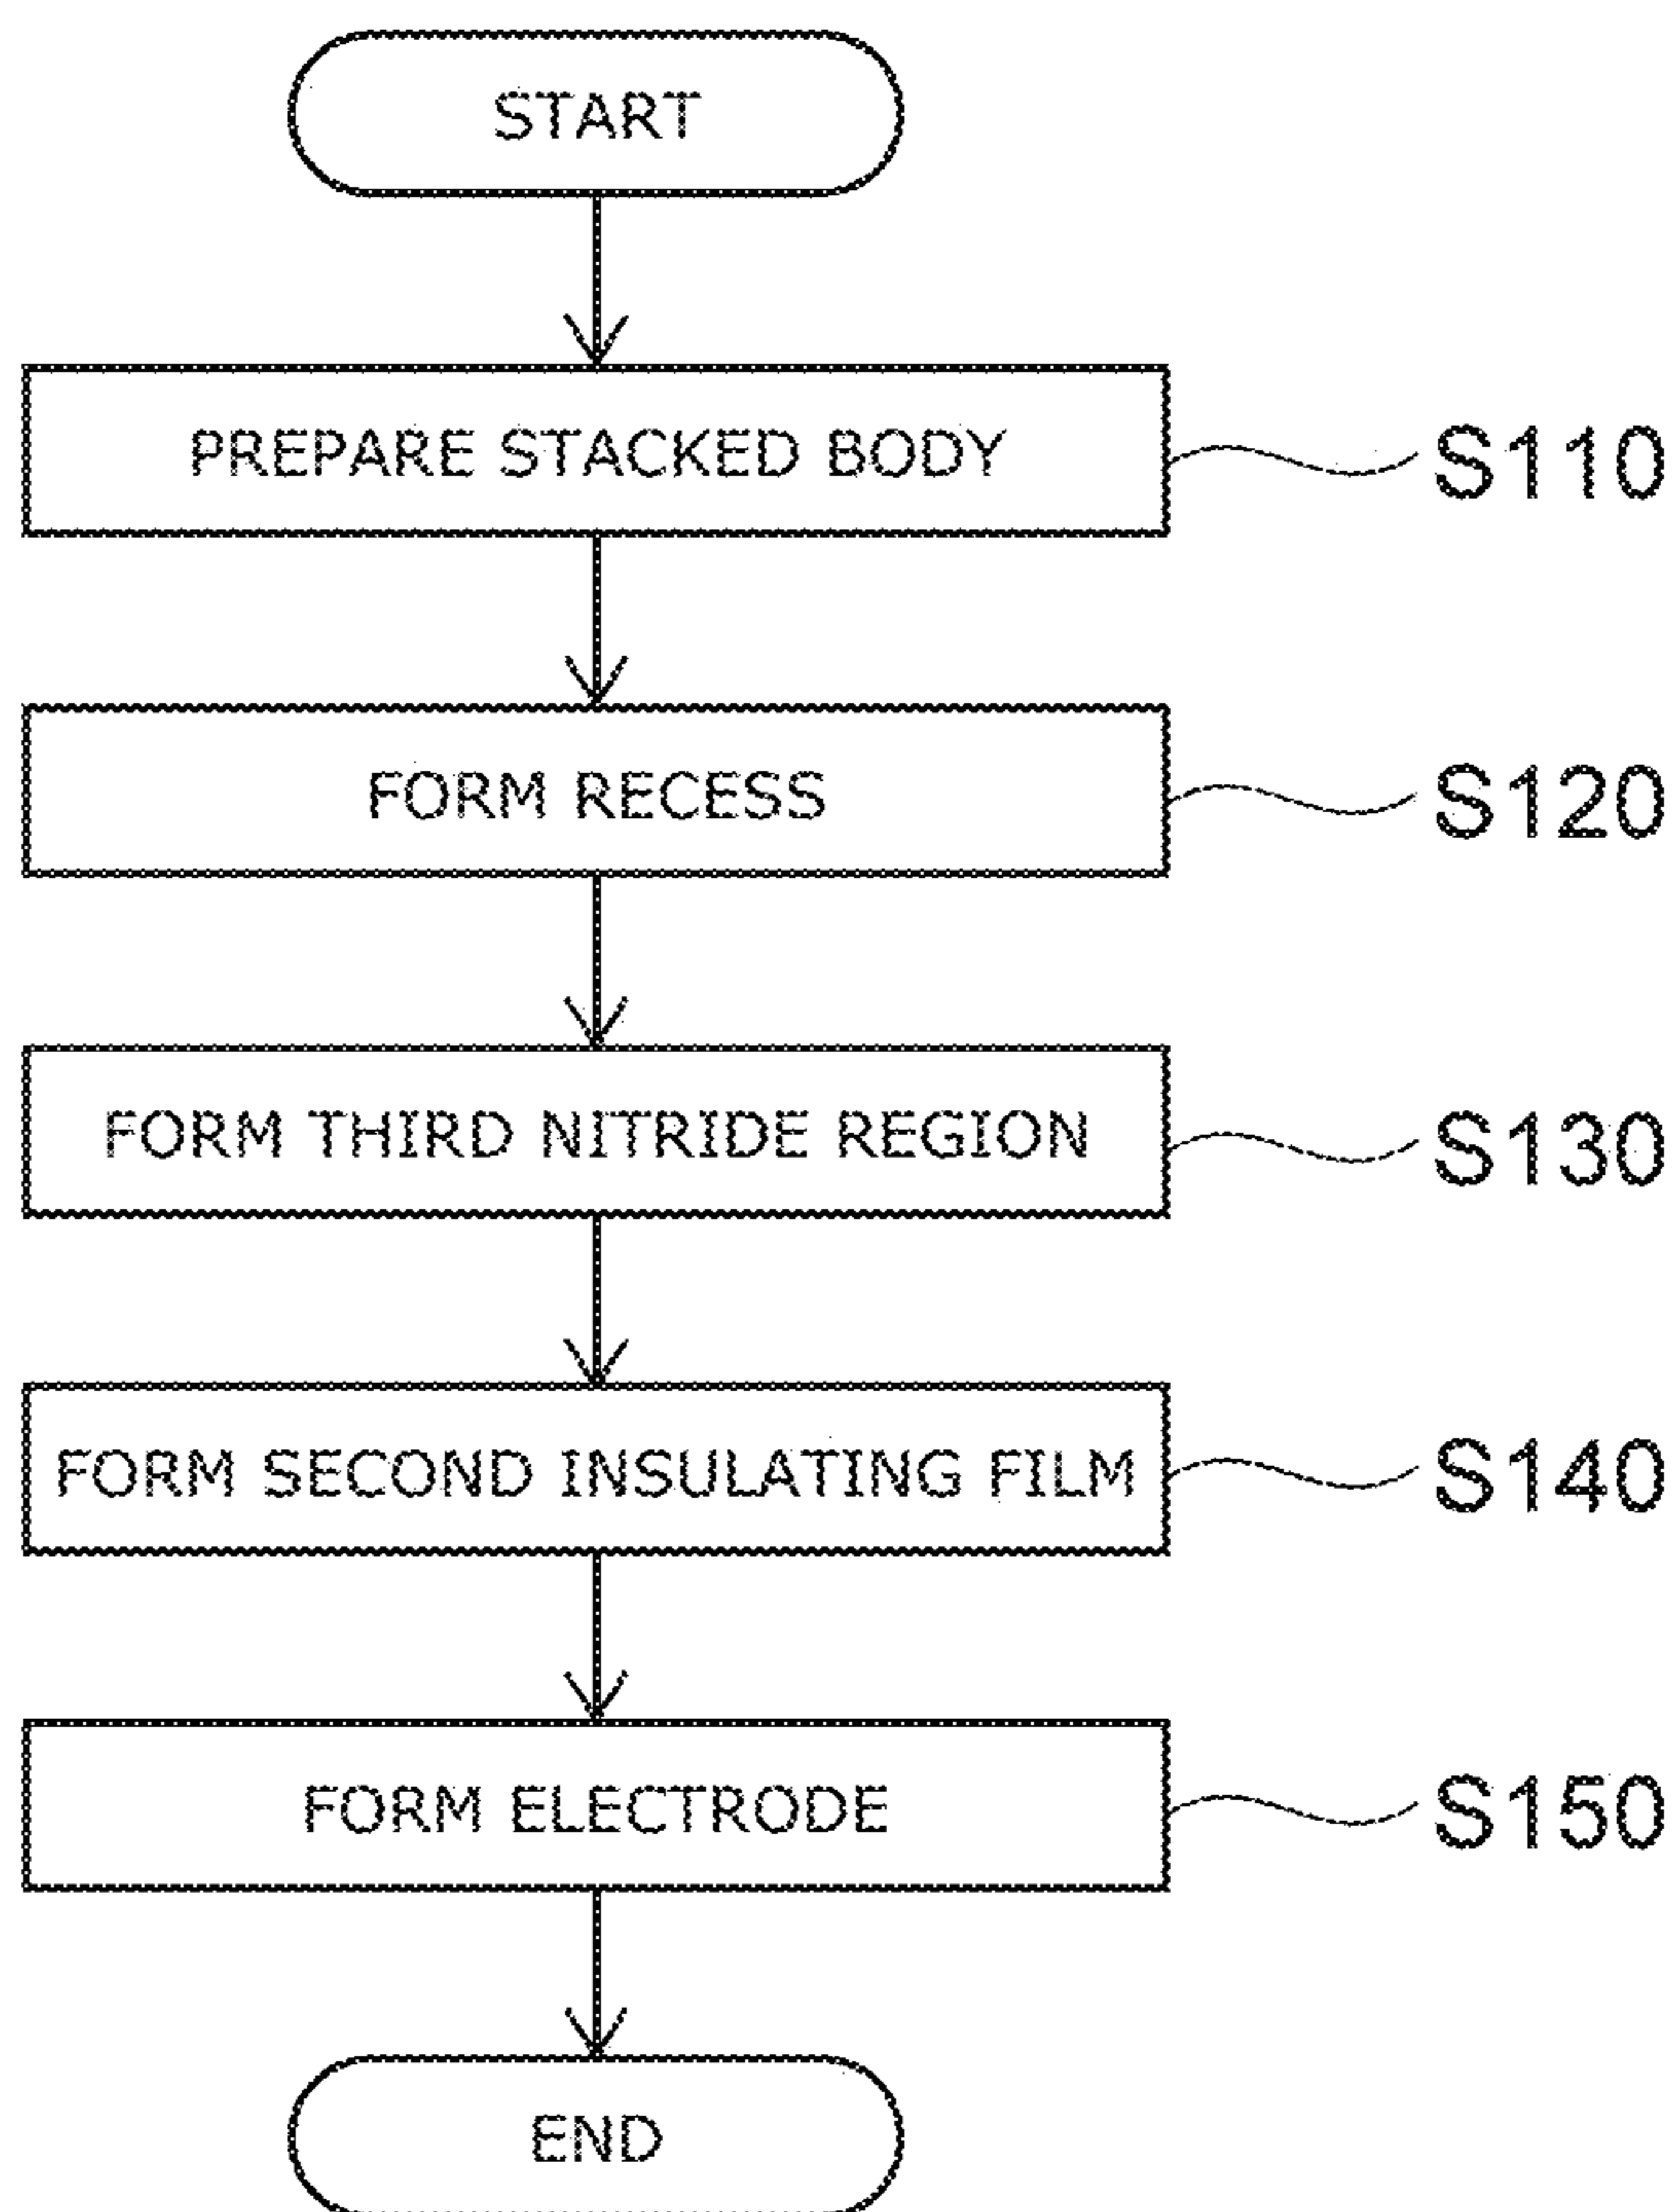 START
PREPARE STACKED BODY
S110
FORM RECESS
S120
FORM THIRD NITRIDE REGION
S130
FORM SECOND INSULATING FILM
S140
FORM ELECTRODE
S150
END